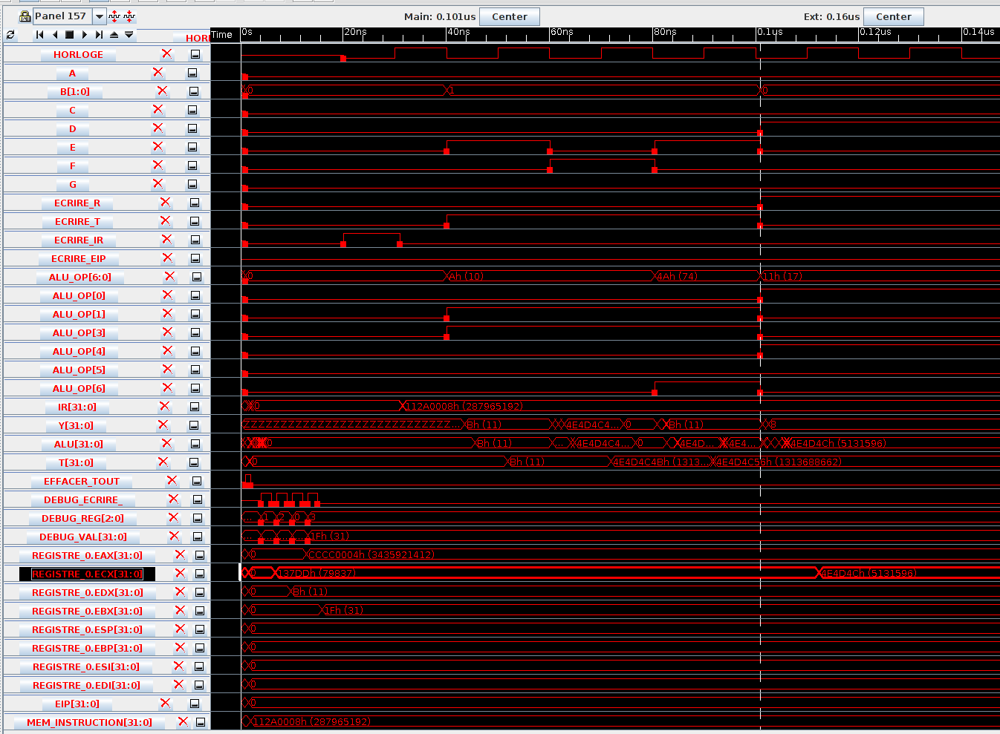 Panel 157 Main: 0.101us Center Ext: 0.16us Center
HORI Time 0s 20ns 40ns 60ns 80ns 0.1us 0.12us 0.14us
HORLOGE
A
B[1:0] 0 1 0
C
D
E
F
G
ECRIRE_R
ECRIRE_T
ECRIRE_IR
ECRIRE_EIP
ALU_OP[6:0] 0 Ah (10) 4Ah (74) 11h (17)
ALU_OP[0]
ALU_OP[1]
ALU_OP[3]
ALU_OP[4]
ALU_OP[5]
ALU_OP[6]
IR[31:0] 0 112A0008h (287965192)
Y[31:0] ZZZZZZZZZZZZZZZZZZZZZZZZ... Bh (11) 4E4D4C4... 0 Bh (11) 8
ALU[31:0] 0 Bh (11) ... 4E4D4C4... 0 4E4D... 4E4... 4E4D4Ch (5131596)
T[31:0] 0 Bh (11) 4E4D4C4Bh (1313... 4E4D4C56h (1313688662)
EFFACER_TOUT
DEBUG_ECRIRE_
DEBUG_REG[2:0] ... 1 2 0 3
DEBUG_VAL[31:0] ... ... ... ... 1Fh (31)
REGISTRE_0.EAX[31:0] 0 CCCC0004h (3435921412)
REGISTRE_0.ECX[31:0] 0 137DDh (79837) 4E4D4Ch (5131596)
REGISTRE_0.EDX[31:0] 0 Bh (11)
REGISTRE_0.EBX[31:0] 0 1Fh (31)
REGISTRE_0.ESP[31:0] 0
REGISTRE_0.EBP[31:0] 0
REGISTRE_0.ESI[31:0] 0
REGISTRE_0.EDI[31:0] 0
EIP[31:0] 0
MEM_INSTRUCTION[31:0] 112A0008h (287965192)